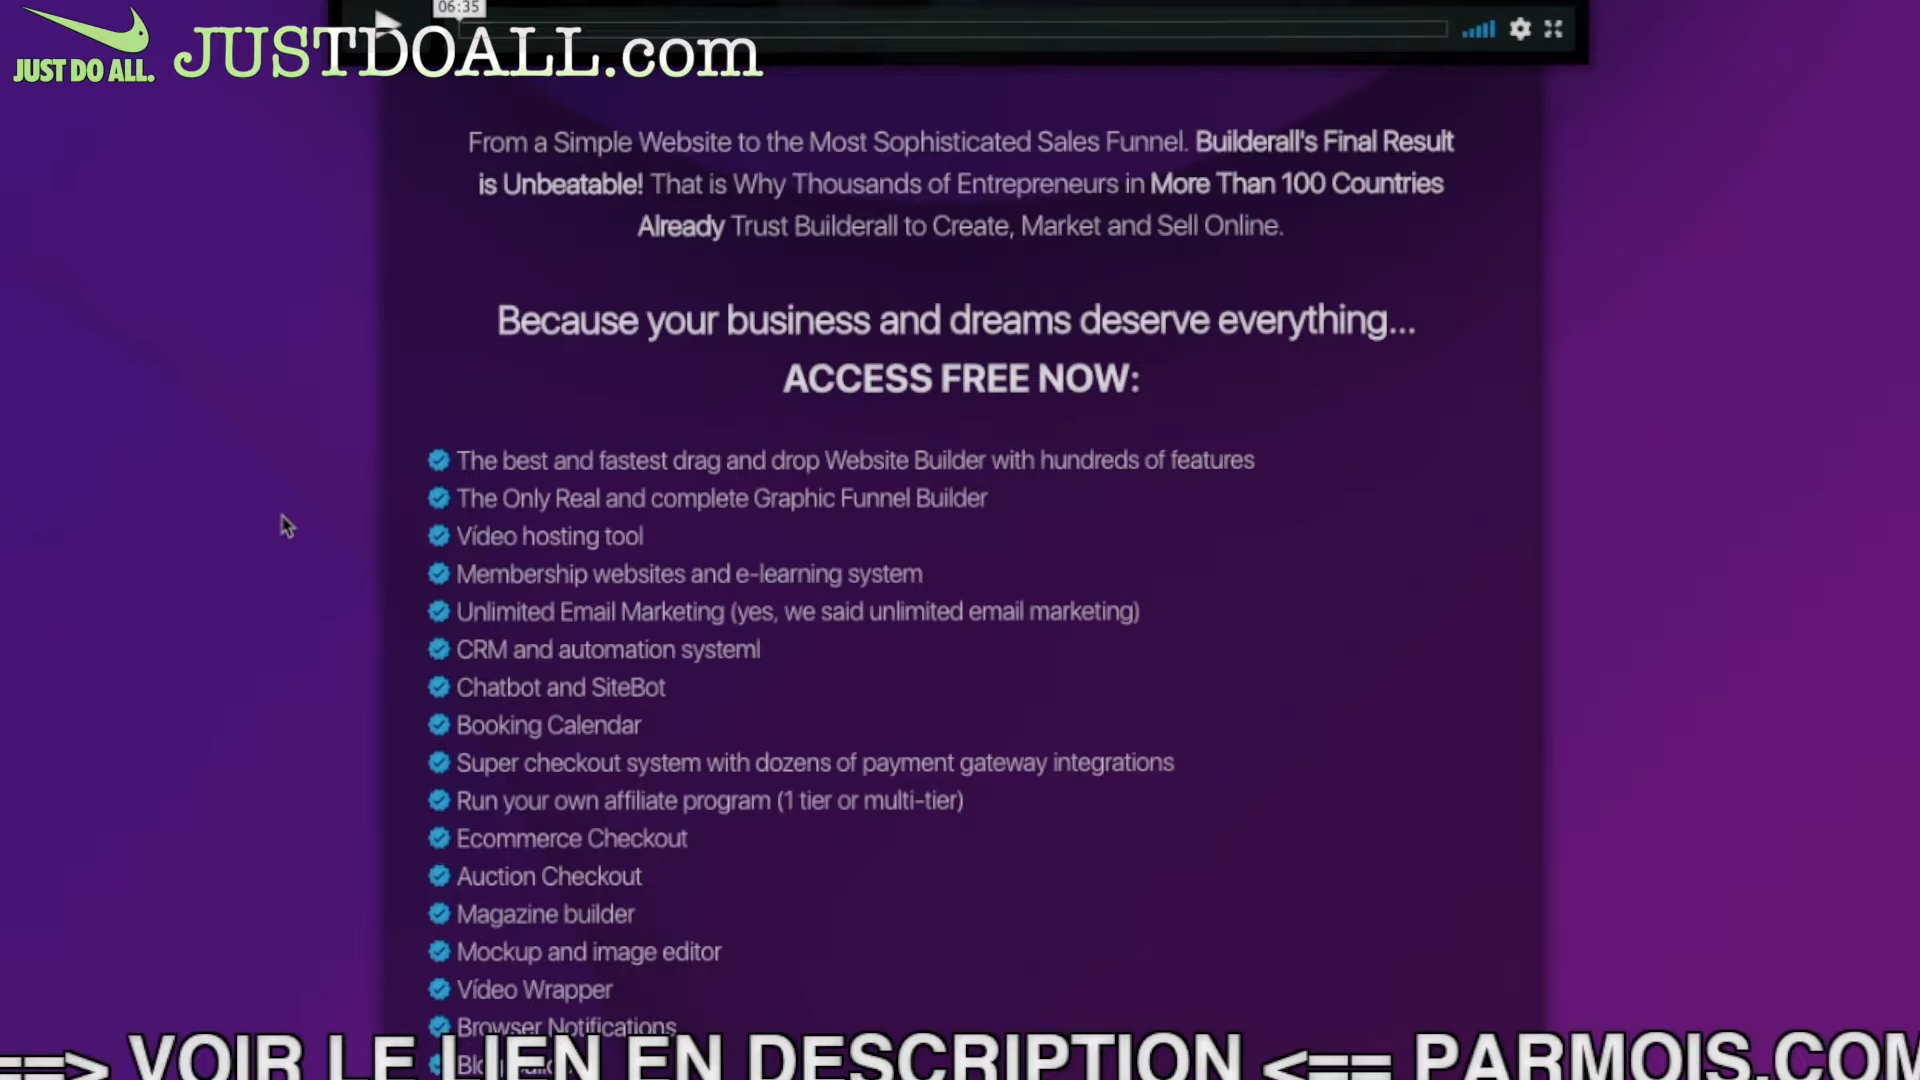 06:35
JUST DO ALL.
JUSTDOALL.com
From a Simple Website to the Most Sophisticated Sales Funnel. Builderall's Final Result
is Unbeatable! That is Why Thousands of Entrepreneurs in More Than 100 Countries
Already Trust Builderall to Create, Market and Sell Online.
Because your business and dreams deserve everything...
ACCESS FREE NOW:
The best and fastest drag and drop Website Builder with hundreds of features
The Only Real and complete Graphic Funnel Builder
Vídeo hosting tool
Membership websites and e-learning system
Unlimited Email Marketing (yes, we said unlimited email marketing)
CRM and automation systeml
Chatbot and SiteBot
Booking Calendar
Super checkout system with dozens of payment gateway integrations
Run your own affiliate program (1 tier or multi-tier)
Ecommerce Checkout
Auction Checkout
Magazine builder
Mockup and image editor
Vídeo Wrapper
Browser Notifications
==> VOIR LE LIEN EN DESCRIPTION <== PARMOIS.COM